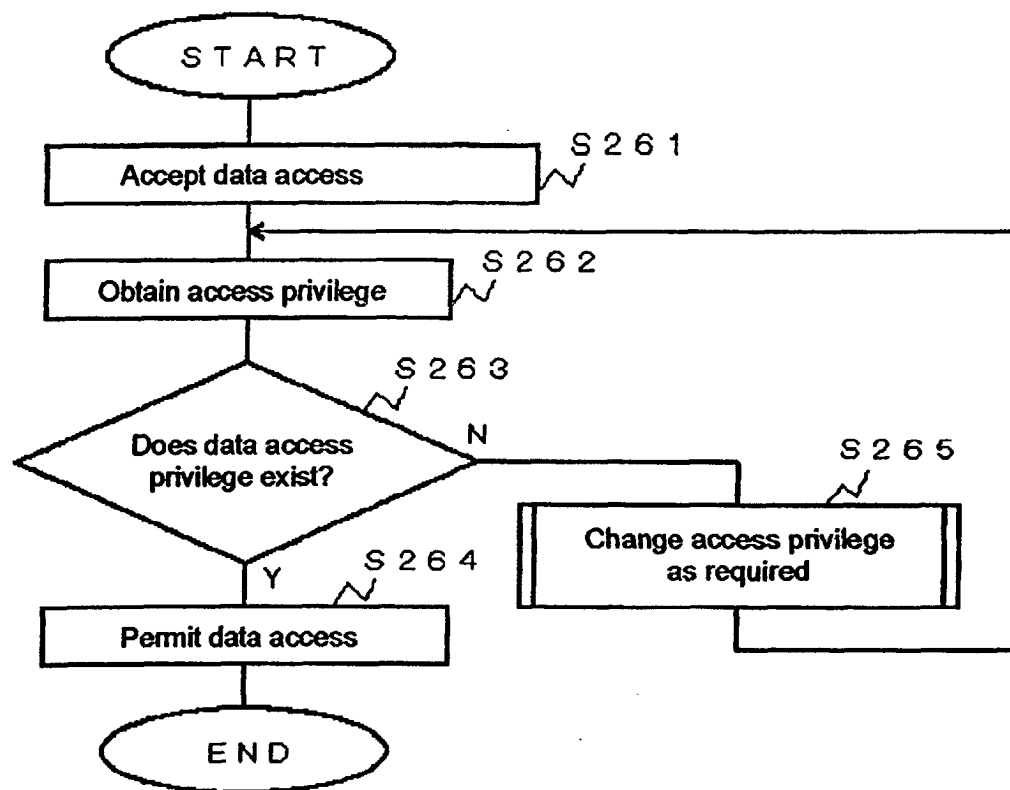 START
S261
Accept data access
S262
Obtain access privilege
S263
Does data access
privilege exist?
N
S265
Change access privilege
as required
Y
S264
Permit data access
END